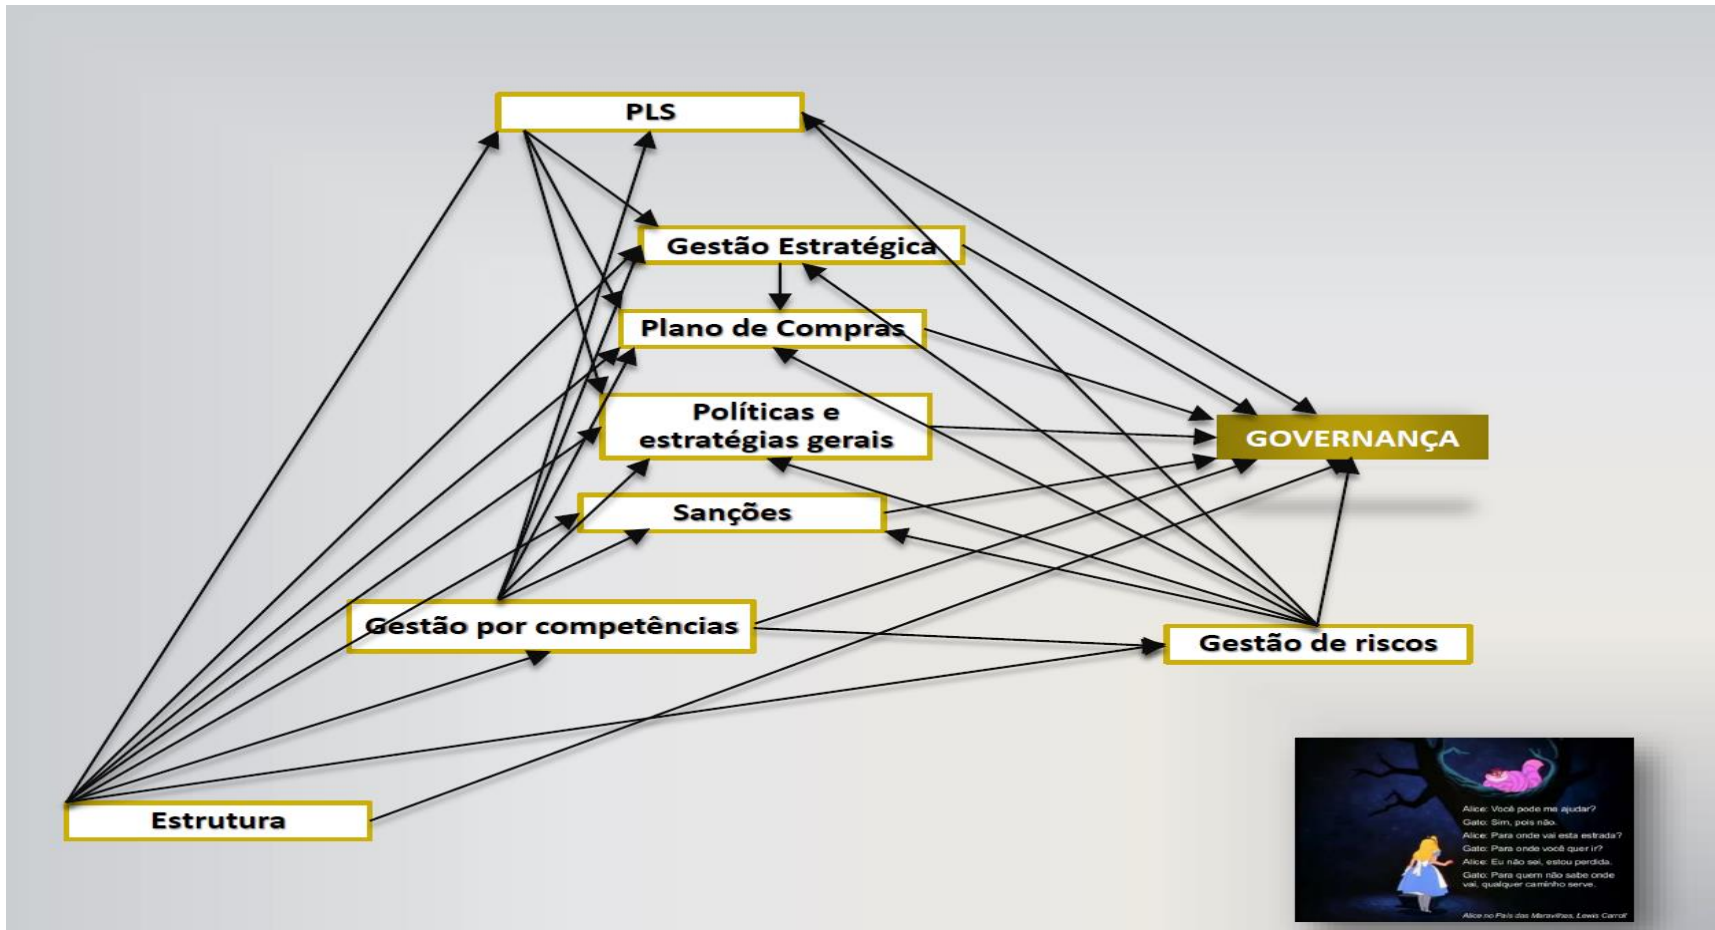 PLS
Gestão Estratégica
Plano de Compras
Políticas e
estratégias gerais
GOVERNANÇA
Sanções
Gestão por competências
Gestão de riscos
Estrutura
Alice: Você pode me ajudar?
Gato: Sim, pois não.
Alice: Para onde vai esta estrada?
Gato: Para onde você quer ir?
Alice: Eu não sei, estou perdida.
Gato: Para quem não sabe onde
vai, qualquer caminho serve.
Alice no País das Maravilhas, Lewis Carroll